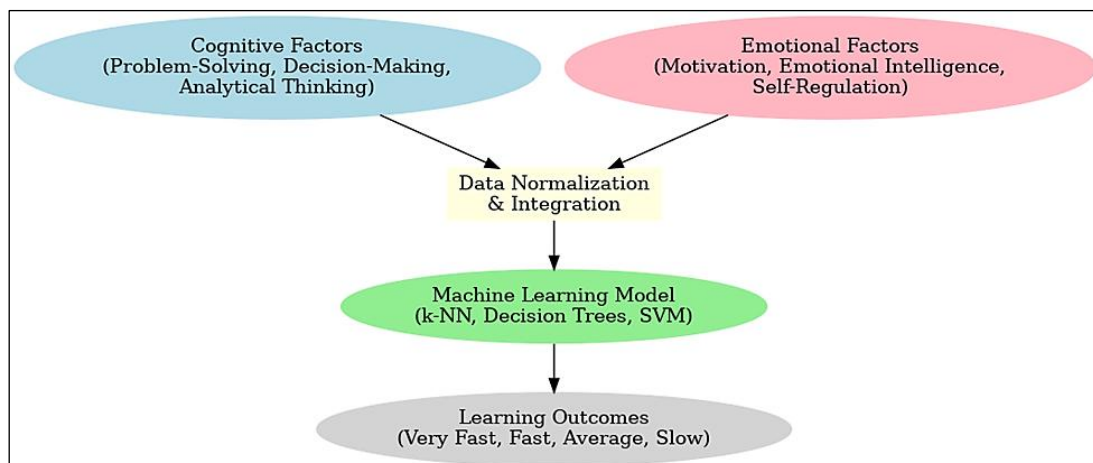 Cognitive Factors
(Problem-Solving, Decision-Making,
Analytical Thinking)
Emotional Factors
(Motivation, Emotional Intelligence,
Self-Regulation)
Data Normalization
& Integration
Machine Learning Model
(k-NN, Decision Trees, SVM)
Learning Outcomes
(Very Fast, Fast, Average, Slow)